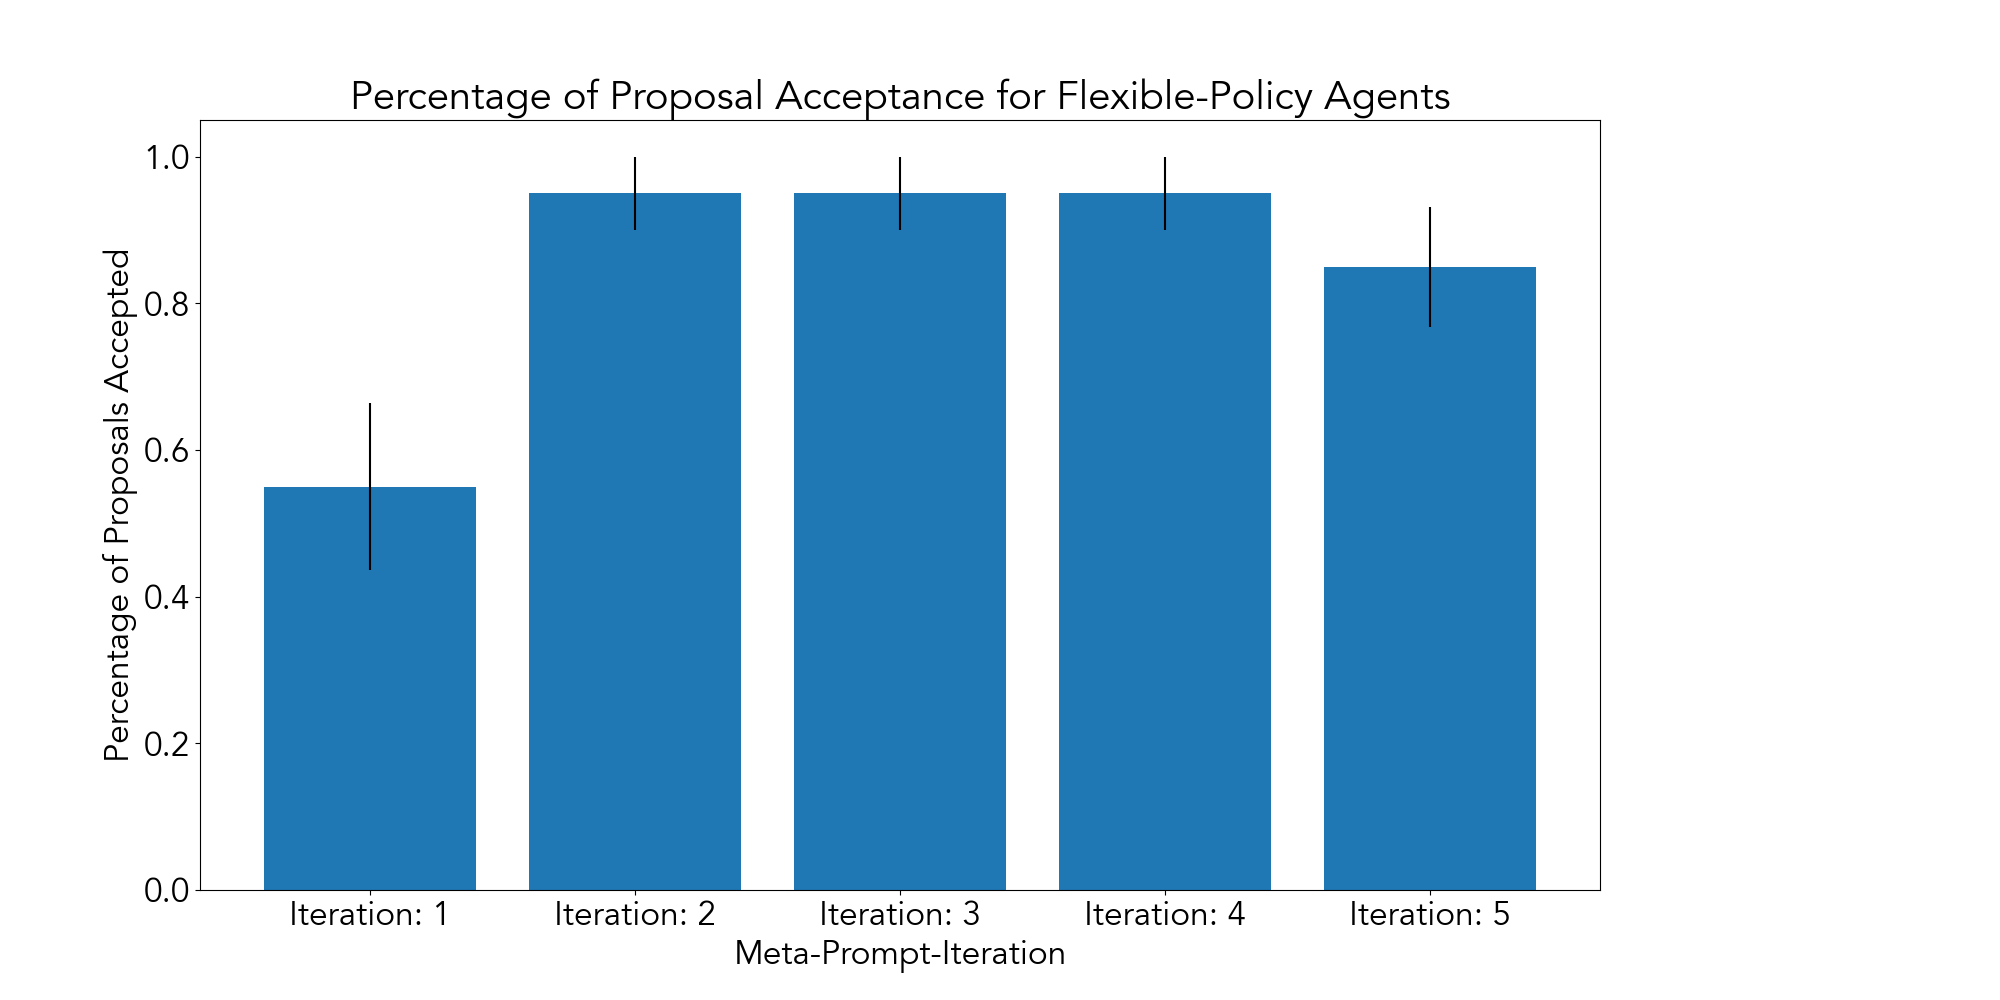 Percentage of Proposal Acceptance for Flexible-Policy Agents
Percentage of Proposals Accepted
1.0
0.8
0.6
0.4
0.2
0.0
Iteration: 1
Iteration: 2
Iteration: 3
Iteration: 4
Iteration: 5
Meta-Prompt-Iteration